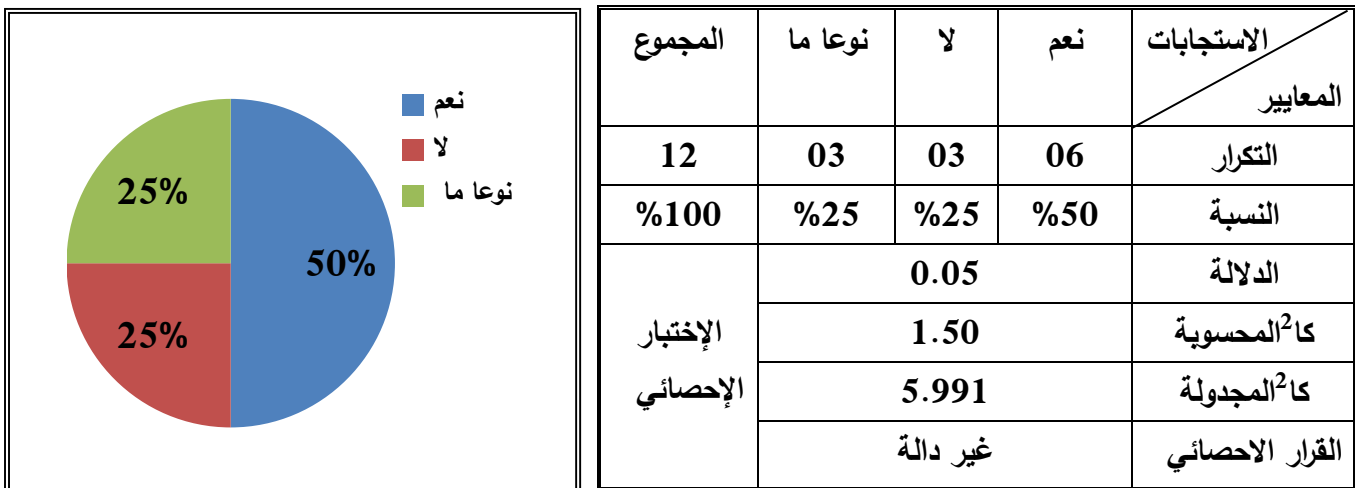 الاستجابات
المعايير
نعم
لا
نوعا ما
المجموع
التكرار
06
03
03
12
النسبة
%50
%25
%25
%100
الدلالة
0.05
الإختبار
الإحصائي
كا2المحسوبة
1.50
كا2المجدولة
5.991
القرار الاحصائي
غير دالة
نعم
لا
نوعا ما
25%
50%
25%